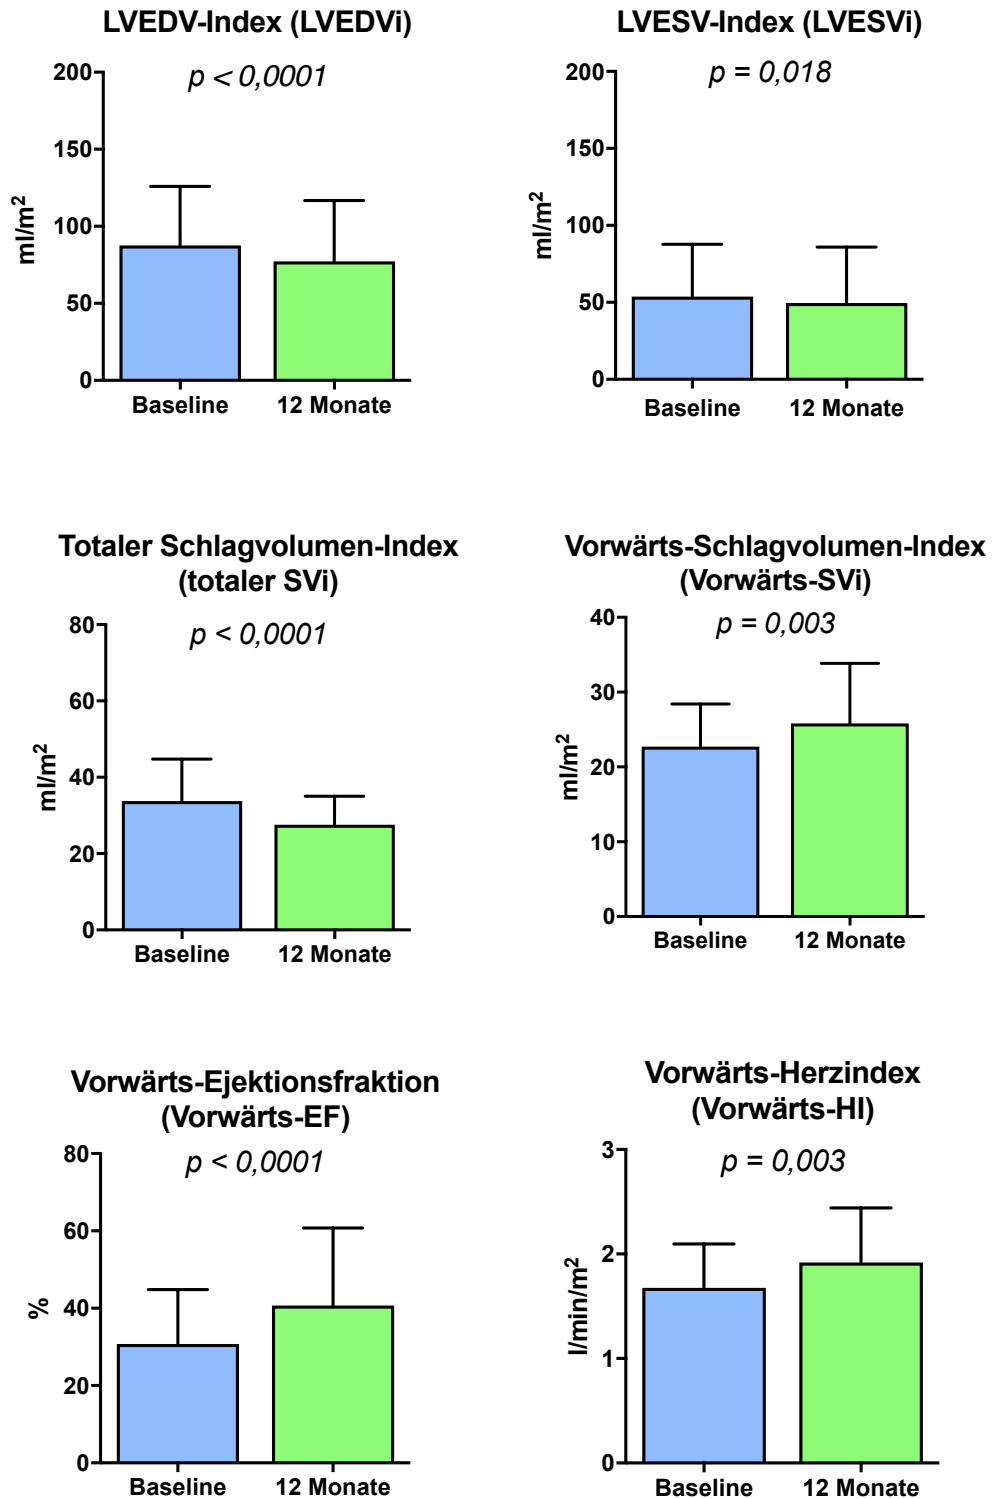 LVEDV-Index (LVEDVi)
p < 0,0001
200
150
100
50
0
ml/m²
Baseline
12 Monate
LVESV-Index (LVESVi)
p = 0,018
200
150
100
50
0
ml/m²
Baseline
12 Monate
Totaler Schlagvolumen-Index
(totaler SVi)
p < 0,0001
80
60
40
20
0
ml/m²
Baseline
12 Monate
Vorwärts-Schlagvolumen-Index
(Vorwärts-SVi)
p = 0,003
40
30
20
10
0
ml/m²
Baseline
12 Monate
Vorwärts-Ejektionsfraktion
(Vorwärts-EF)
p < 0,0001
80
60
40
20
0
%
Baseline
12 Monate
Vorwärts-Herzindex
(Vorwärts-HI)
p = 0,003
3
2
1
0
l/min/m²
Baseline
12 Monate